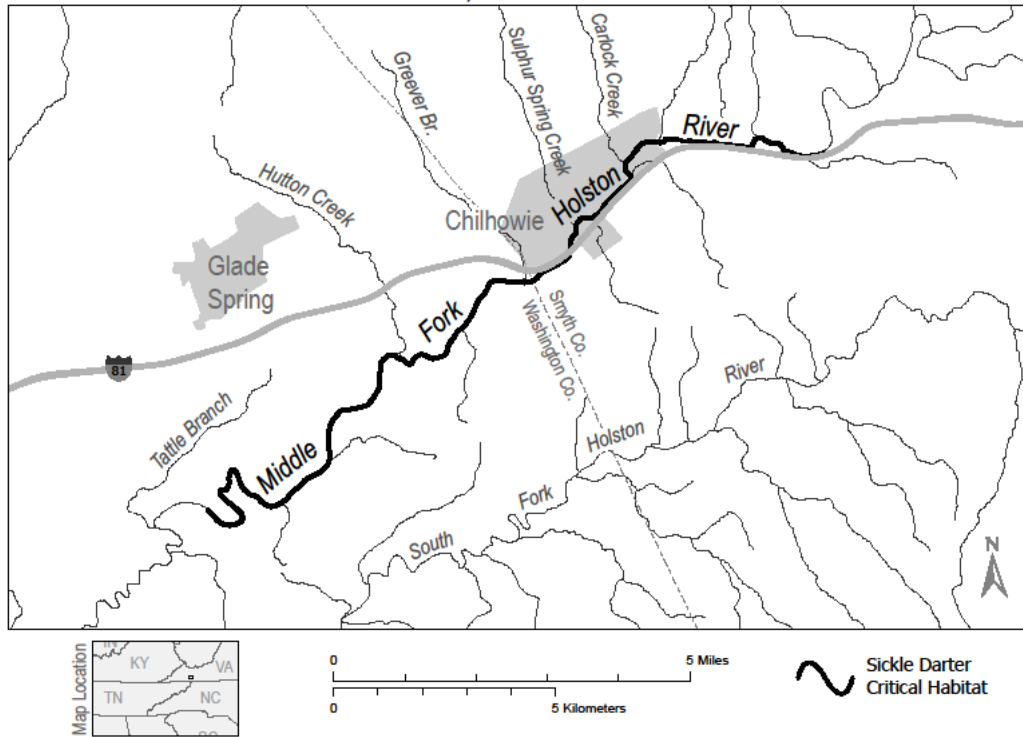 Greever Br.
Sulphur Spring Creek
Carlock Creek
River
Hutton Creek
Holston
Chilhowie
Glade
Spring
Fork
Smyth Co.
Washington Co.
81
River
Tattle Branch
Holston
Middle
Fork
South
N
Map Location
KY
VA
TN
NC
0
5 Miles
0
5 Kilometers
Sickle Darter
Critical Habitat